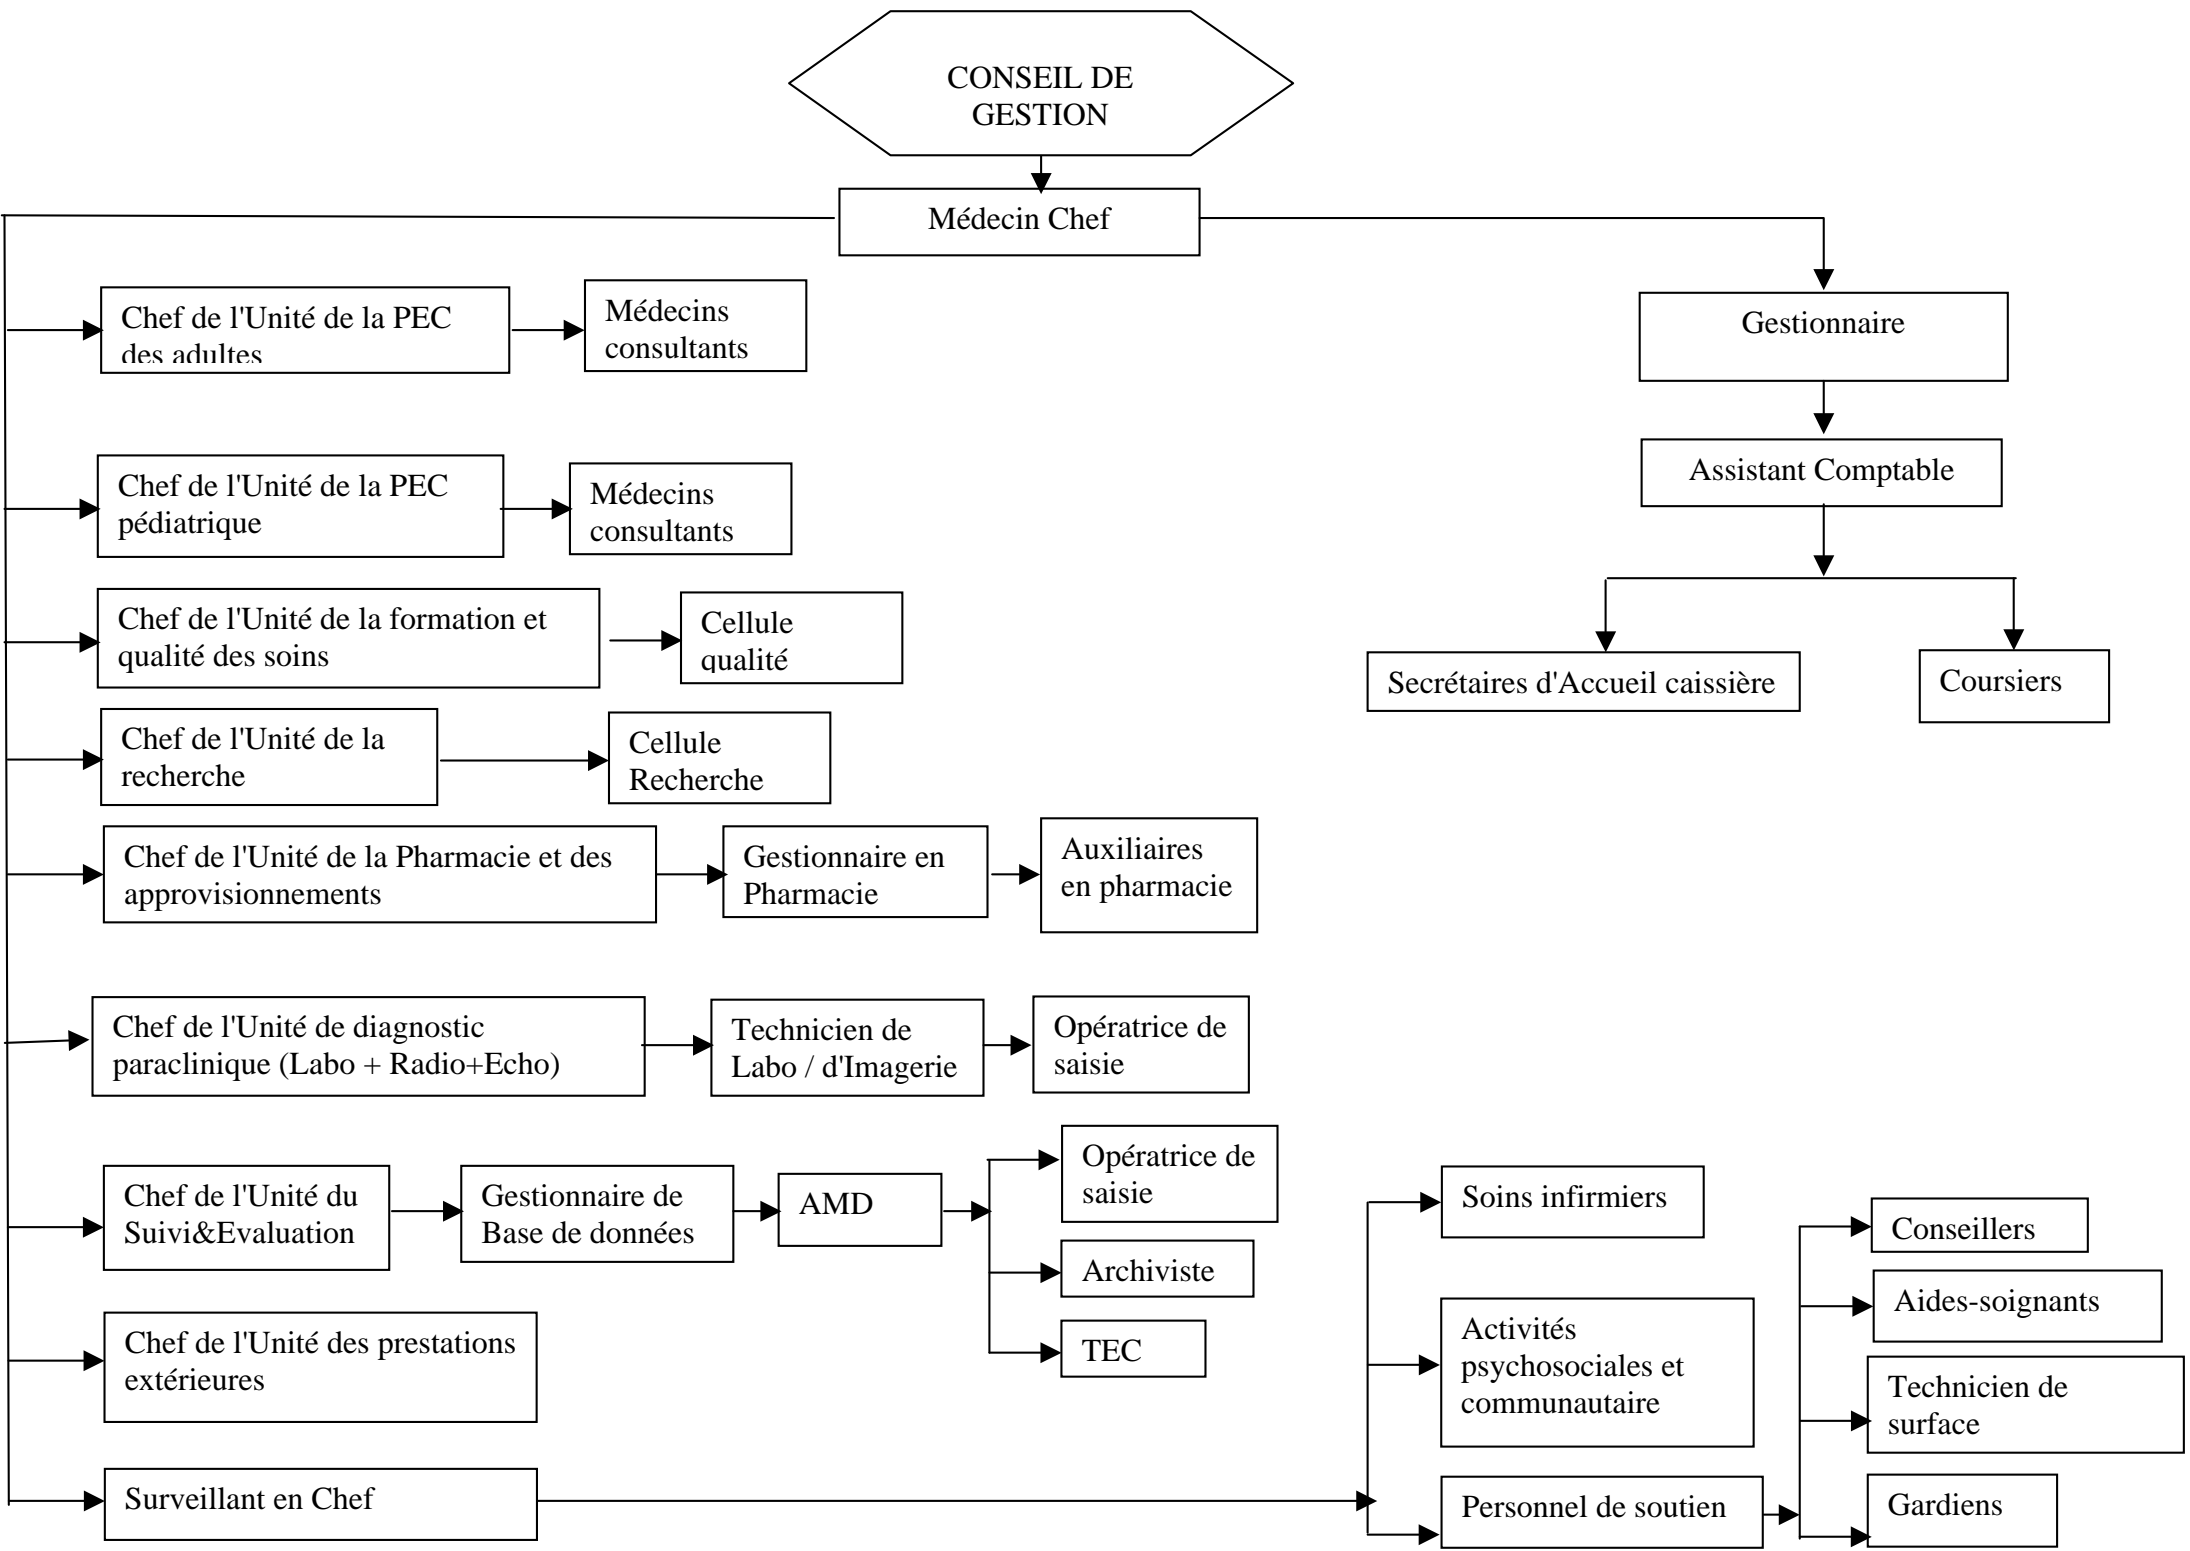 CONSEIL DE
GESTION
Médecin Chef
Chef de l'Unité de la PEC
des adultes
Médecins
consultants
Gestionnaire
Chef de l'Unité de la PEC
pédiatrique
Médecins
consultants
Assistant Comptable
Chef de l'Unité de la formation et
qualité des soins
Cellule
qualité
Secrétaires d'Accueil caissière
Coursiers
Chef de l'Unité de la
recherche
Cellule
Recherche
Chef de l'Unité de la Pharmacie et des
approvisionnements
Gestionnaire en
Pharmacie
Auxiliaires
en pharmacie
Chef de l'Unité de diagnostic
paraclinique (Labo + Radio+Echo)
Technicien de
Labo / d'Imagerie
Opératrice de
saisie
Chef de l'Unité du
Suivi&Evaluation
Gestionnaire de
Base de données
AMD
Opératrice de
saisie
Archiviste
TEC
Chef de l'Unité des prestations
extérieures
Surveillant en Chef
Soins infirmiers
Activités
psychosociales et
communautaire
Personnel de soutien
Conseillers
Aides-soignants
Technicien de
surface
Gardiens